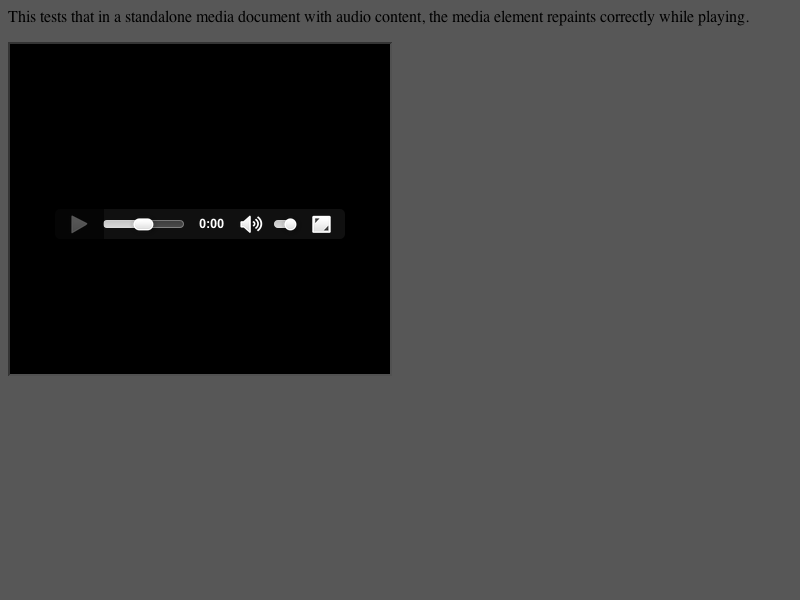 This tests that in a standalone media document with audio content, the media element repaints correctly while playing.
0:00